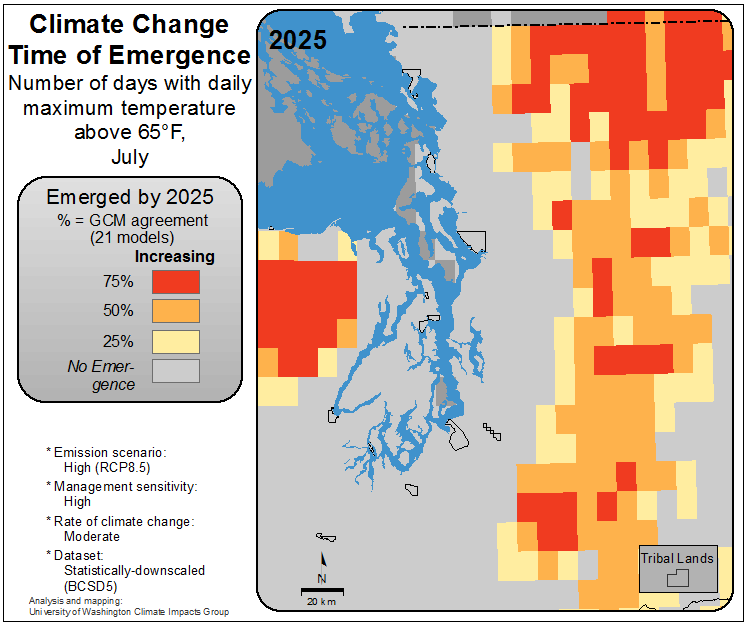 Climate Change
Time of Emergence
Number of days with daily
maximum temperature
above 65°F,
July
Emerged by 2025
% = GCM agreement
(21 models)
Increasing
75%
50%
25%
No Emer-
gence
* Emission scenario:
High (RCP8.5)
* Management sensitivity:
High
* Rate of climate change:
Moderate
* Dataset:
Statistically-downscaled
(BCSD5)
Analysis and mapping:
University of Washington Climate Impacts Group
2025
N
20 km
Tribal Lands